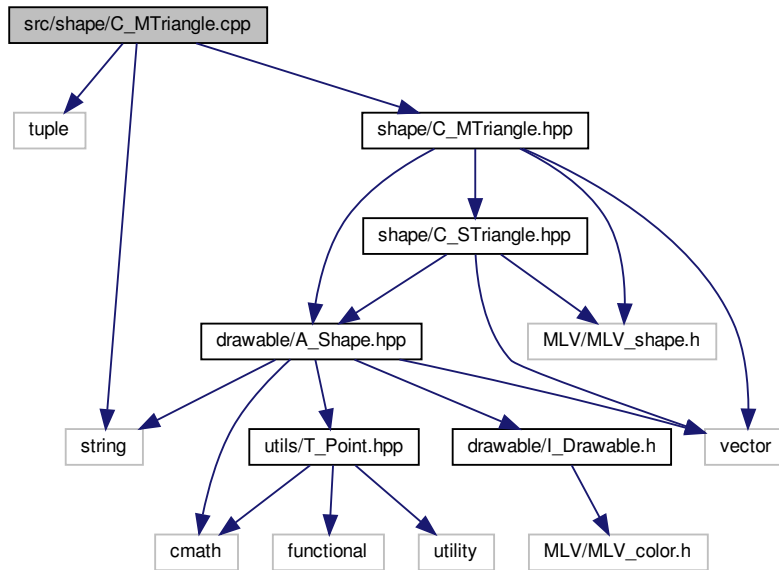 src/shape/C_MTriangle.cpp
tuple
shape/C_MTriangle.hpp
shape/C_STriangle.hpp
drawable/A_Shape.hpp
MLV/MLV_shape.h
string
utils/T_Point.hpp
drawable/I_Drawable.h
vector
cmath
functional
utility
MLV/MLV_color.h